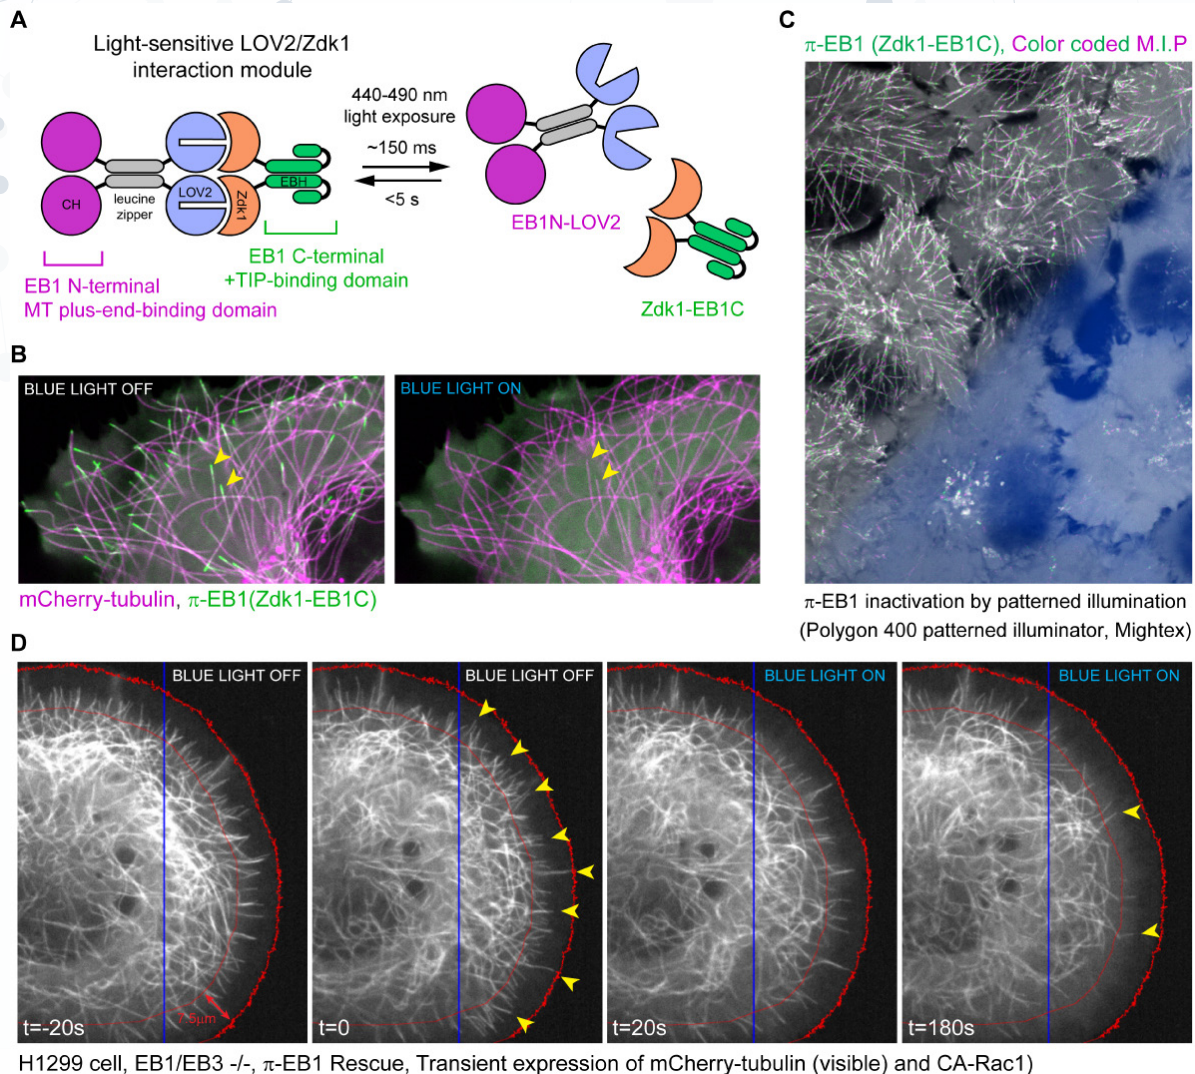 A
Light-sensitive LOV2/Zdk1
interaction module
440-490 nm
light exposure
~150 ms
<5 s
CH
leucine
zipper
LOV2
Zdk1
EBH
EB1 N-terminal
MT plus-end-binding domain
EB1 C-terminal
+TIP-binding domain
EB1N-LOV2
Zdk1-EB1C
B
BLUE LIGHT OFF
BLUE LIGHT ON
mCherry-tubulin, π-EB1(Zdk1-EB1C)
C
π-EB1 (Zdk1-EB1C), Color coded M.I.P
π-EB1 inactivation by patterned illumination
(Polygon 400 patterned illuminator, Mightex)
D
BLUE LIGHT OFF
BLUE LIGHT OFF
BLUE LIGHT ON
BLUE LIGHT ON
7.5μm
t=-20s
t=0
t=20s
t=180s
H1299 cell, EB1/EB3 -/-, π-EB1 Rescue, Transient expression of mCherry-tubulin (visible) and CA-Rac1)